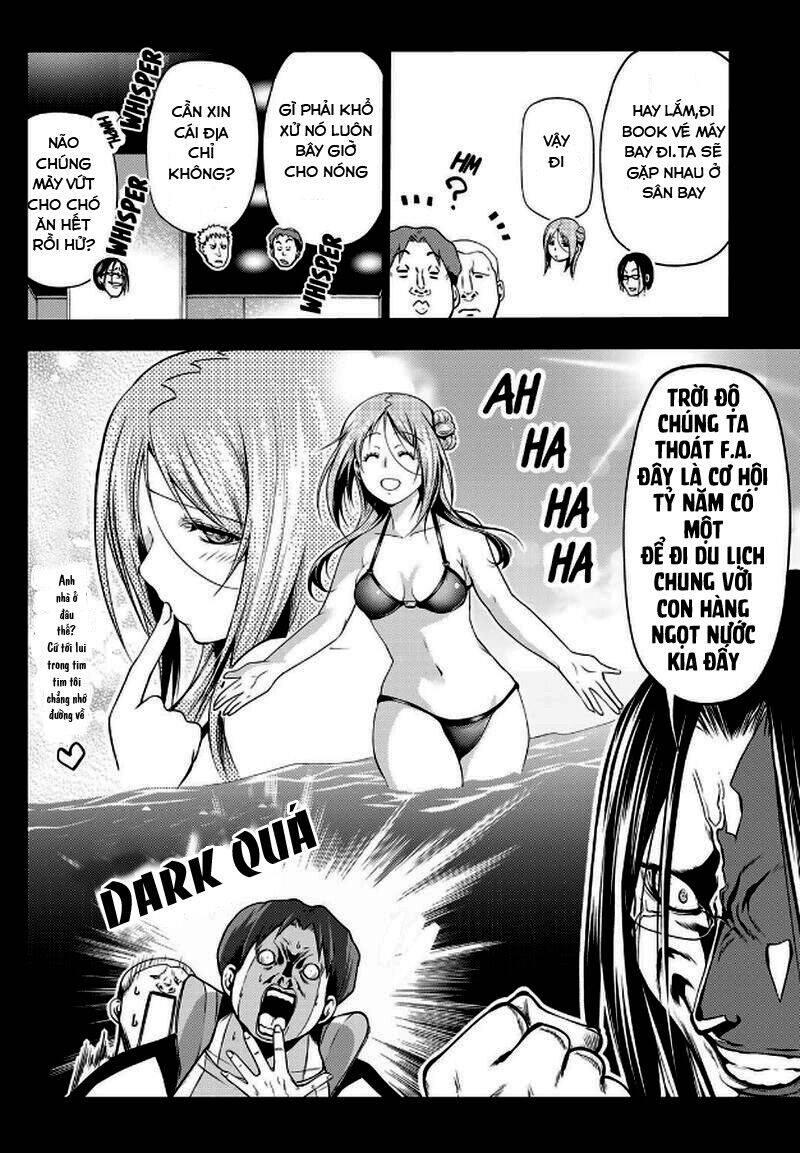 HAY LẮM,ĐI
BOOK VÉ MÁY
BAY ĐI.TA SẼ
GẶP NHAU Ở
SÂN BAY
VẬY
ĐI
HM
?
GÌ PHẢI KHỔ
XỬ NÓ LUÔN
BÂY GIỜ
CHO NÓNG
WHISPER
CẦN XIN
CÁI ĐỊA
CHỈ
KHÔNG?
WHISPER
NÃO
CHÚNG
MÀY VỨT
CHO CHÓ
ĂN HẾT
RỒI HỬ?
WHISPER
TRỜI ĐỘ
CHÚNG TA
THOÁT F.A.
ĐÂY LÀ CƠ HỘI
TỶ NĂM CÓ
MỘT
ĐỂ ĐI DU LỊCH
CHUNG VỚI
CON HÀNG
NGỌT NƯỚC
KIA ĐẤY
AH
HA
HA
HA
Anh
nhà ở
đâu
thế?
Cứ tới lui
trong tim
tim tôi
chẳng nhớ
đường về
DARK QUÁ